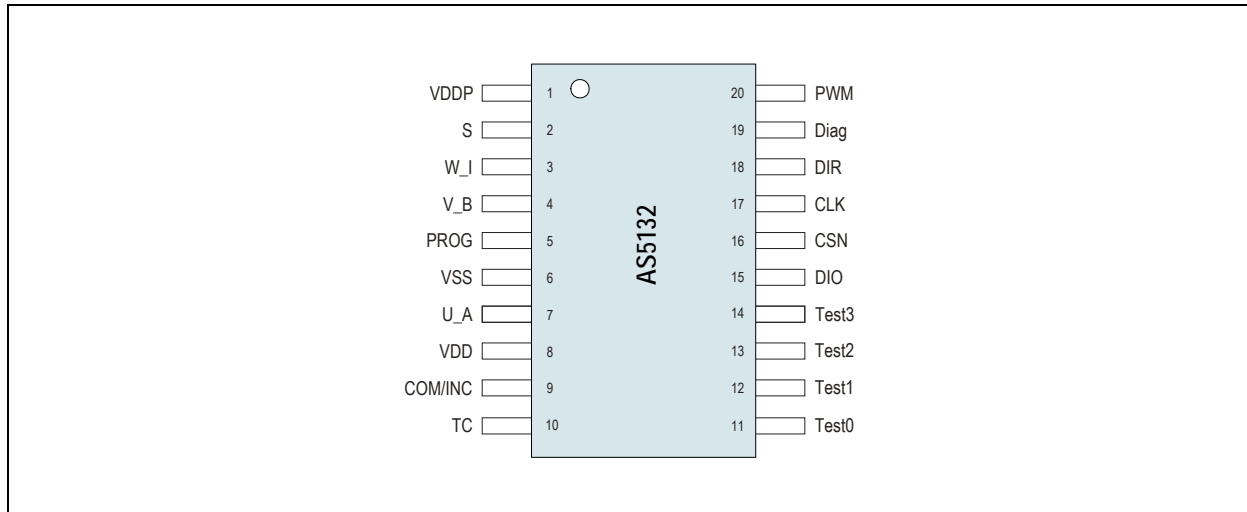 VDDP 1 20 PWM
S 2 19 Diag
W_I 3 18 DIR
V_B 4 17 CLK
PROG 5 16 CSN
VSS 6 15 DIO
U_A 7 14 Test3
VDD 8 13 Test2
COM/INC 9 12 Test1
TC 10 11 Test0
AS5132